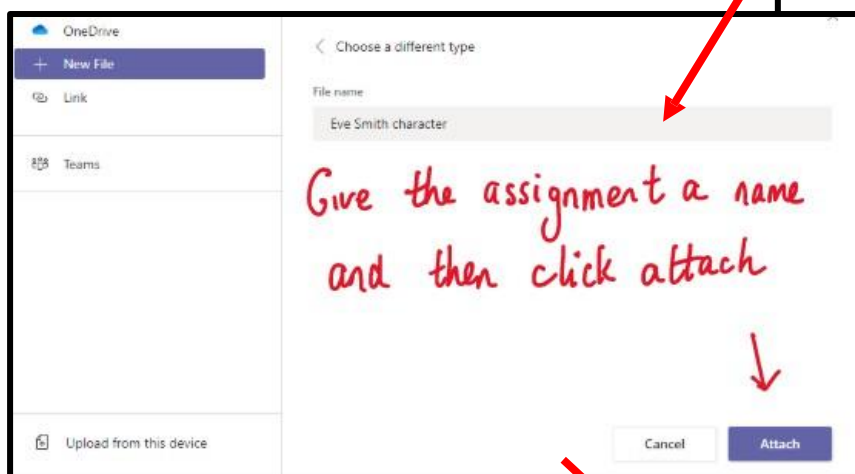 OneDrive
New File
Link
Teams
Upload from this device
Choose a different type
File name
Eve Smith character
Give the assignment a name
and then click attach
Cancel
Attach